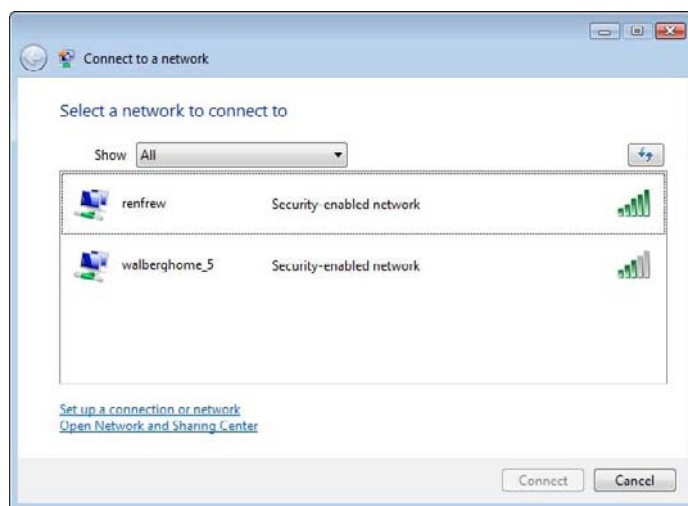 Connect to a network
Select a network to connect to
Show All
renfrew Security-enabled network
walberghome_5 Security-enabled network
Set up a connection or network
Open Network and Sharing Center
Connect Cancel